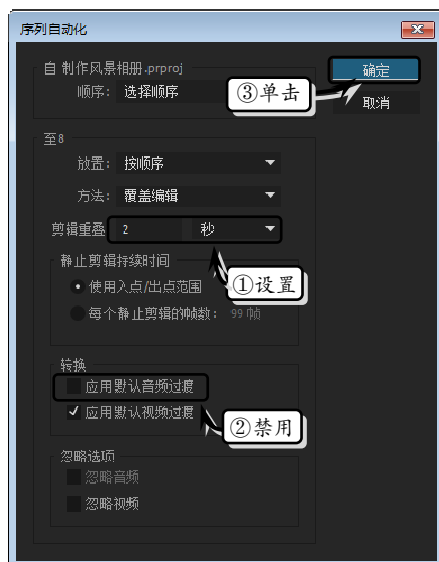 序列自动化
自 制作风景相册.prproj
确定
顺序: 选择顺序
③单击
取消
至8
放置: 按顺序
方法: 覆盖编辑
剪辑重叠 2 秒
静止剪辑持续时间
①设置
使用入点/出点范围
每个静止剪辑的帧数: 99 帧
转换
应用默认音频过渡
应用默认视频过渡
②禁用
忽略选项
忽略音频
忽略视频